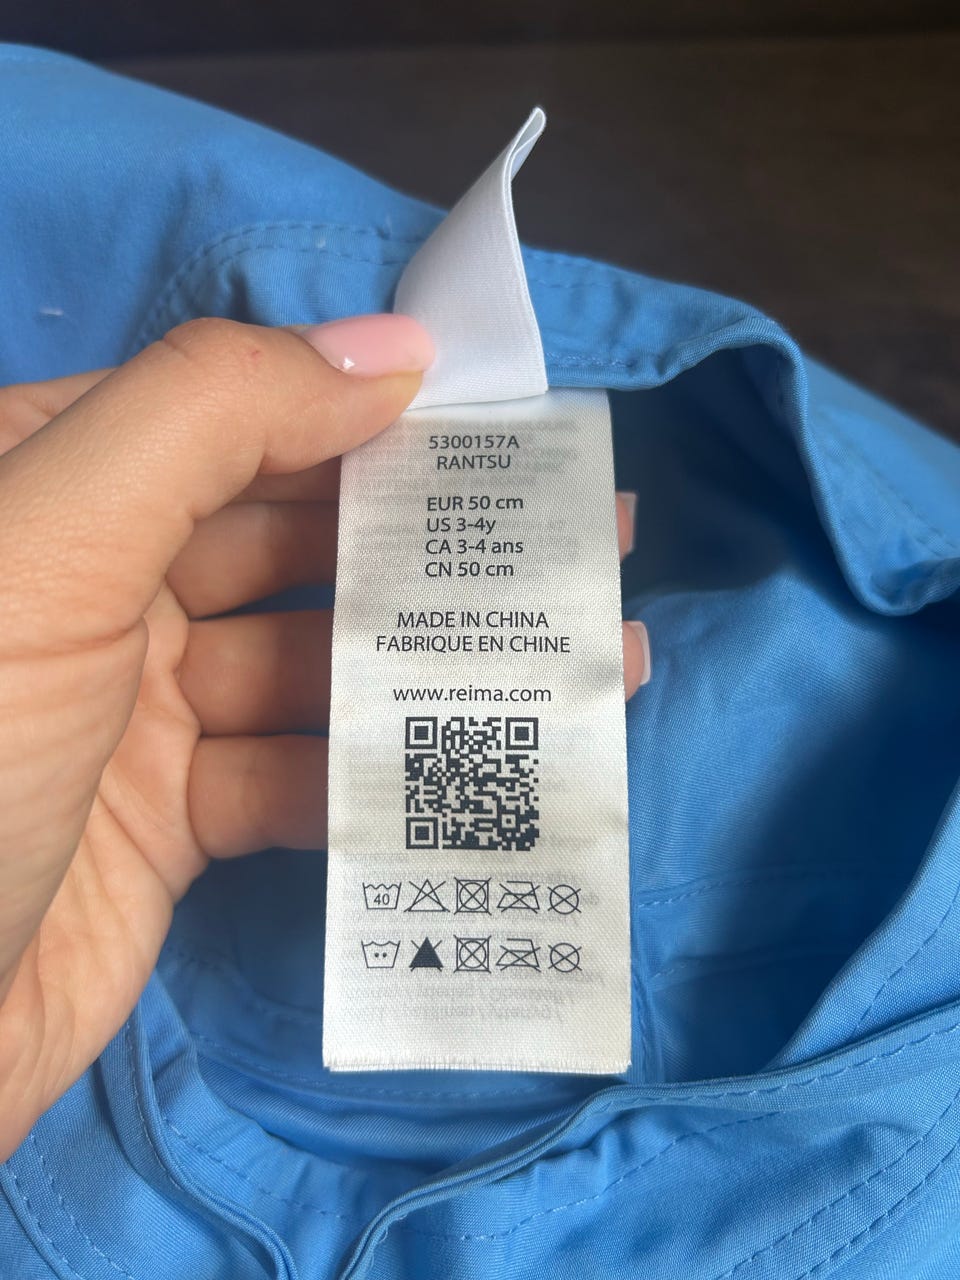 5300157A
RANTSU
EUR 50 cm
US 3-4y
CA 3-4 ans
CN 50 cm
MADE IN CHINA
FABRIQUE EN CHINE
www.reima.com
40